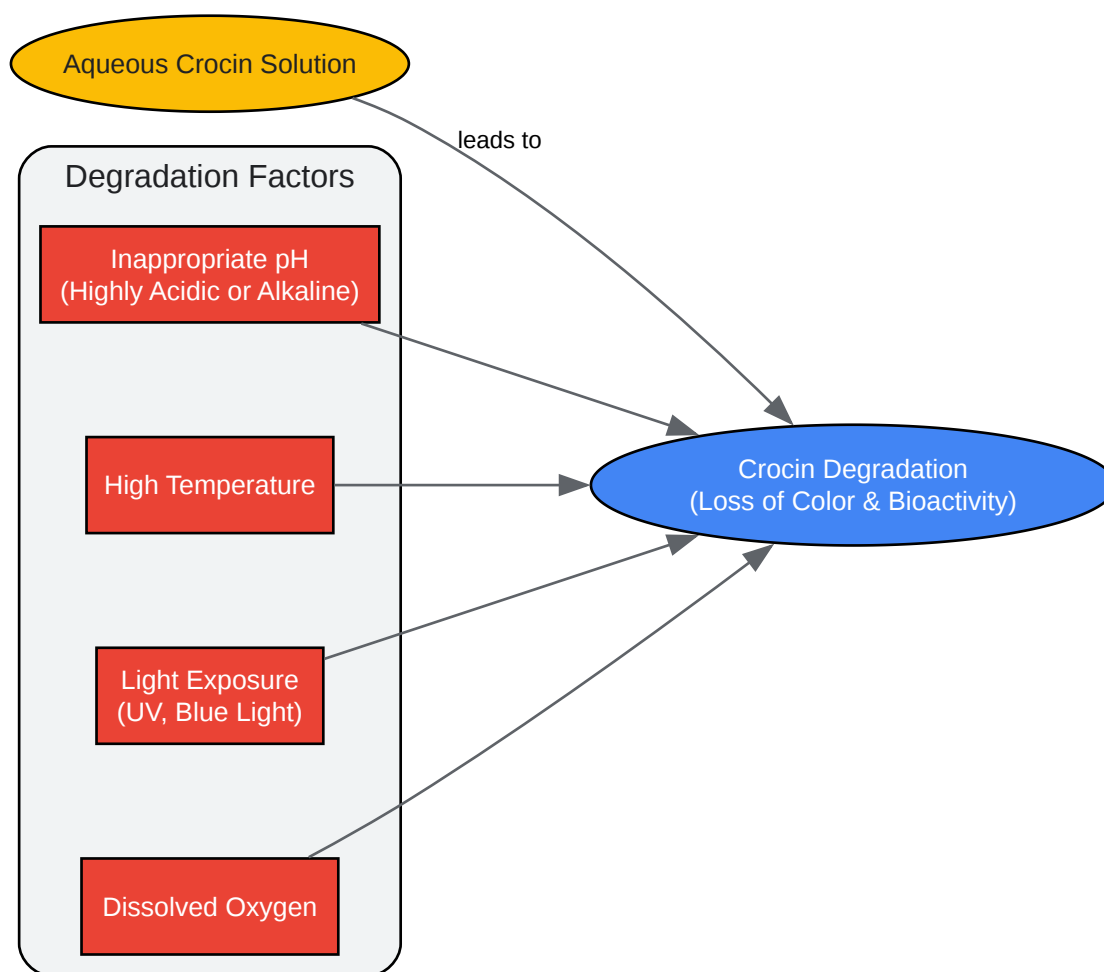 Aqueous Crocin Solution
leads to
Degradation Factors
Inappropriate pH
(Highly Acidic or Alkaline)
High Temperature
Crocin Degradation
(Loss of Color & Bioactivity)
Light Exposure
(UV, Blue Light)
Dissolved Oxygen